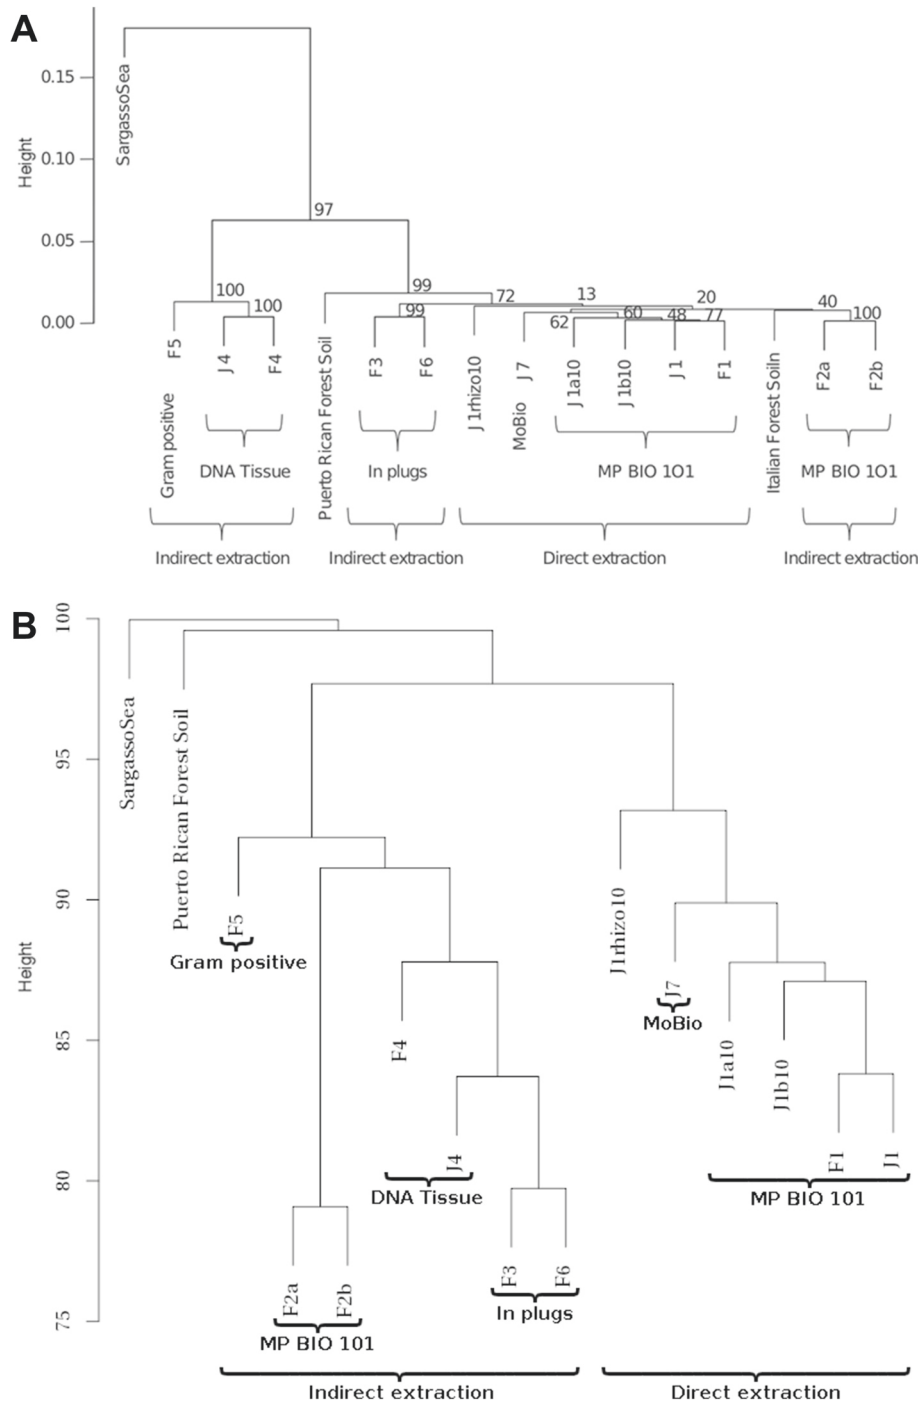 A
Height
0.15
0.10
0.05
0.00
SargassoSea
97
100
100
99
99
72
13
20
40
62
60
48
77
100
F5
J 4
F4
Puerto Rican Forest Soil
F3
F6
J 1rhizo10
J 7
J 1a10
J 1b10
J 1
F1
Italian Forest Soiln
F2a
F2b
Gram positive
DNA Tissue
In plugs
MoBio
MP BIO 1O1
MP BIO 1O1
Indirect extraction
Indirect extraction
Direct extraction
Indirect extraction
B
Height
100
95
90
85
80
75
SargassoSea
Puerto Rican Forest Soil
F5
Gram positive
J1rhizo10
J7
MoBio
F4
J1a10
J1b10
J4
DNA Tissue
F1
J1
MP BIO 101
F2a
F2b
MP BIO 101
F3
F6
In plugs
Indirect extraction
Direct extraction